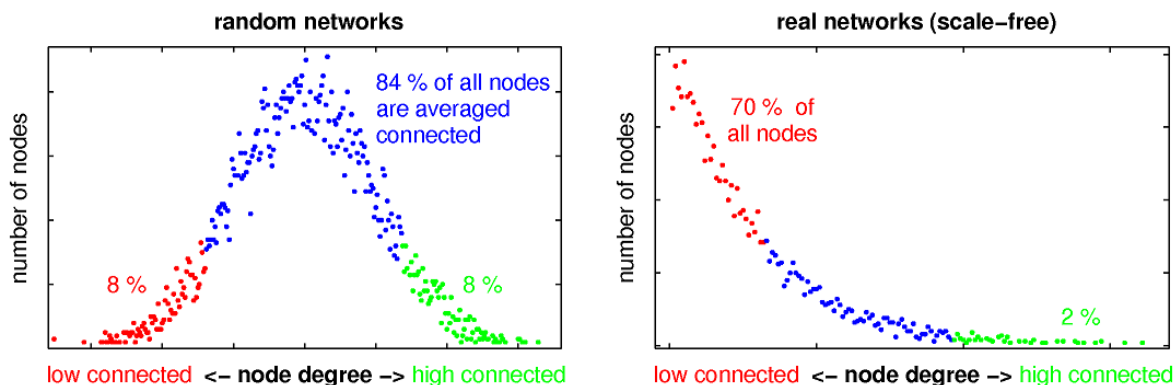 random networks
number of nodes
84 % of all nodes
are averaged
connected
8 %
8 %
low connected <− node degree −> high connected
real networks (scale−free)
number of nodes
70 % of
all nodes
2 %
low connected <− node degree −> high connected